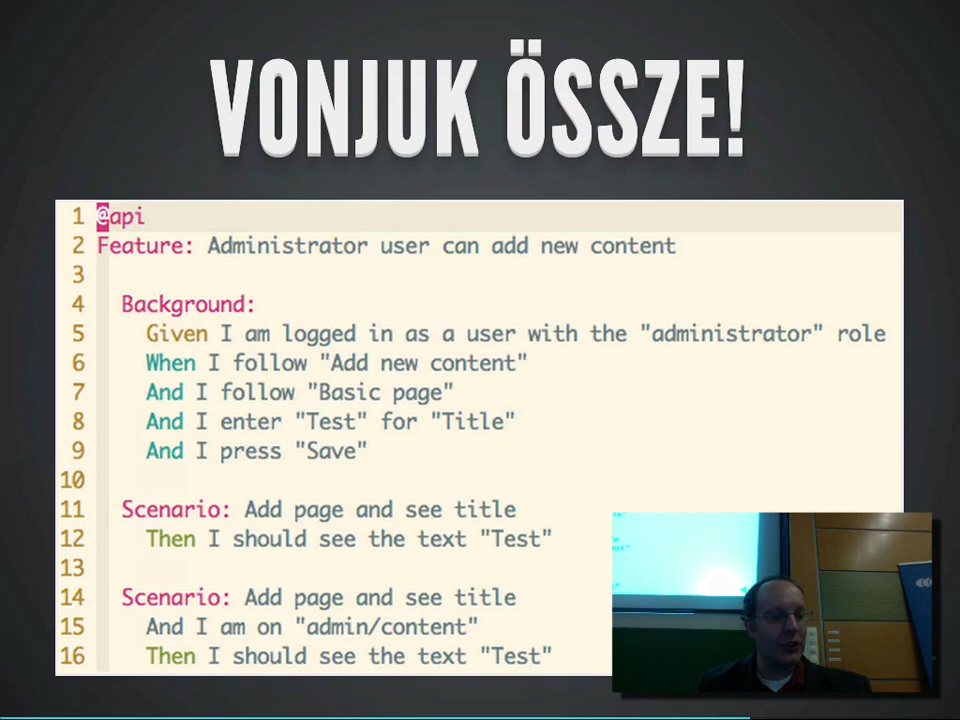 VONJUK ÖSSZE!
1 @api
2 Feature: Administrator user can add new content
3
4 Background:
5 Given I am logged in as a user with the "administrator" role
6 When I follow "Add new content"
7 And I follow "Basic page"
8 And I enter "Test" for "Title"
9 And I press "Save"
10
11 Scenario: Add page and see title
12 Then I should see the text "Test"
13
14 Scenario: Add page and see title
15 And I am on "admin/content"
16 Then I should see the text "Test"